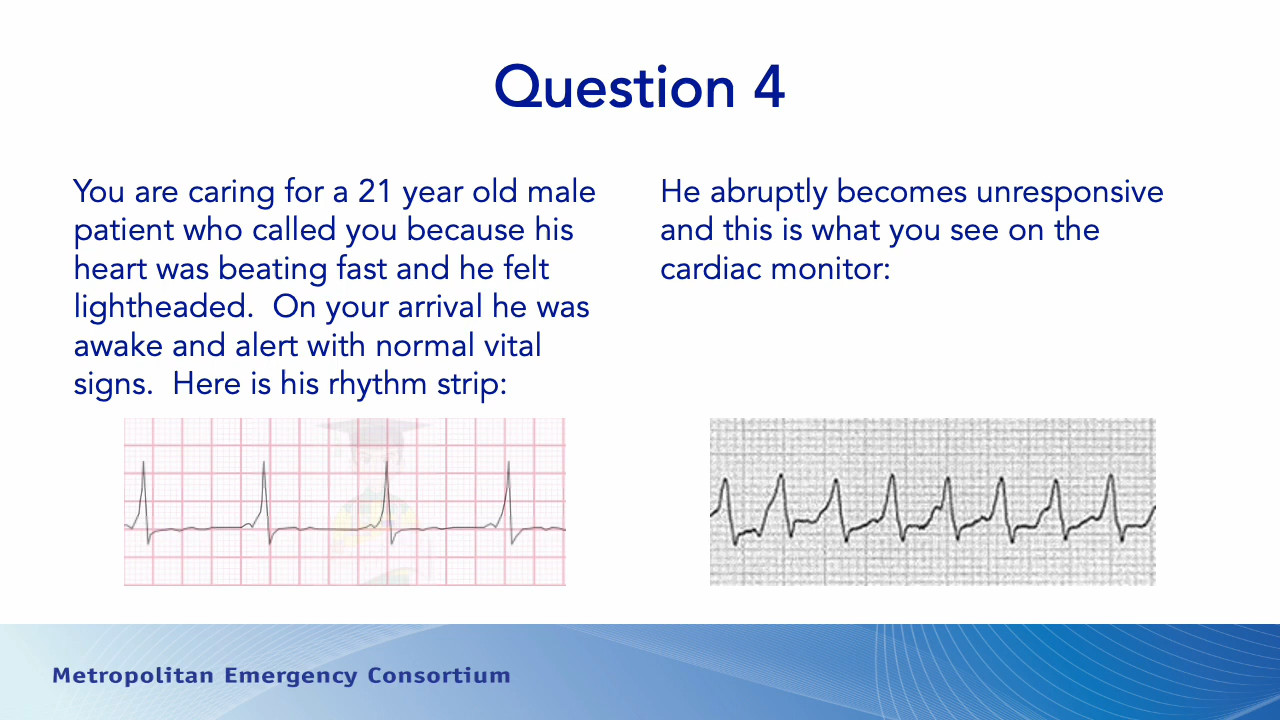 Question 4
You are caring for a 21 year old male
patient who called you because his
heart was beating fast and he felt
lightheaded.  On your arrival he was
awake and alert with normal vital
signs.  Here is his rhythm strip:
He abruptly becomes unresponsive
and this is what you see on the
cardiac monitor:
Metropolitan Emergency Consortium